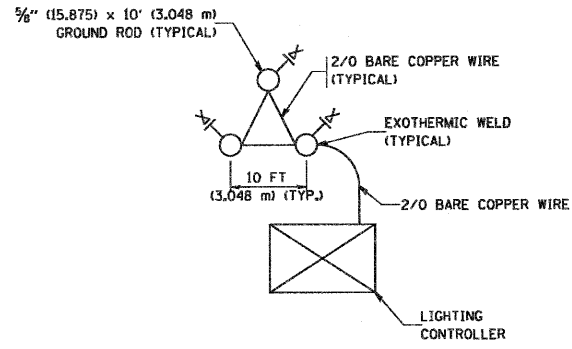 5/8" (15.875) x 10' (3.048 m)
GROUND ROD (TYPICAL)
2/0 BARE COPPER WIRE
(TYPICAL)
EXOTHERMIC WELD
(TYPICAL)
10 FT
(3.048 m) (TYP.)
2/0 BARE COPPER WIRE
LIGHTING
CONTROLLER